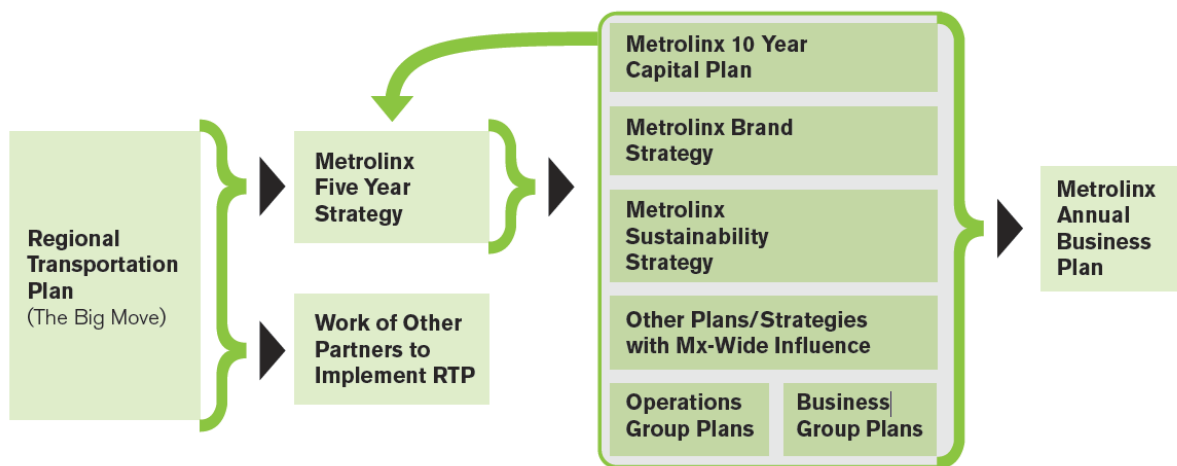 Regional
Transportation
Plan
(The Big Move)
Metrolinx
Five Year
Strategy
Work of Other
Partners to
Implement RTP
Metrolinx 10 Year
Capital Plan
Metrolinx Brand
Strategy
Metrolinx
Sustainability
Strategy
Other Plans/Strategies
with Mx-Wide Influence
Operations
Group Plans
Business
Group Plans
Metrolinx
Annual
Business
Plan